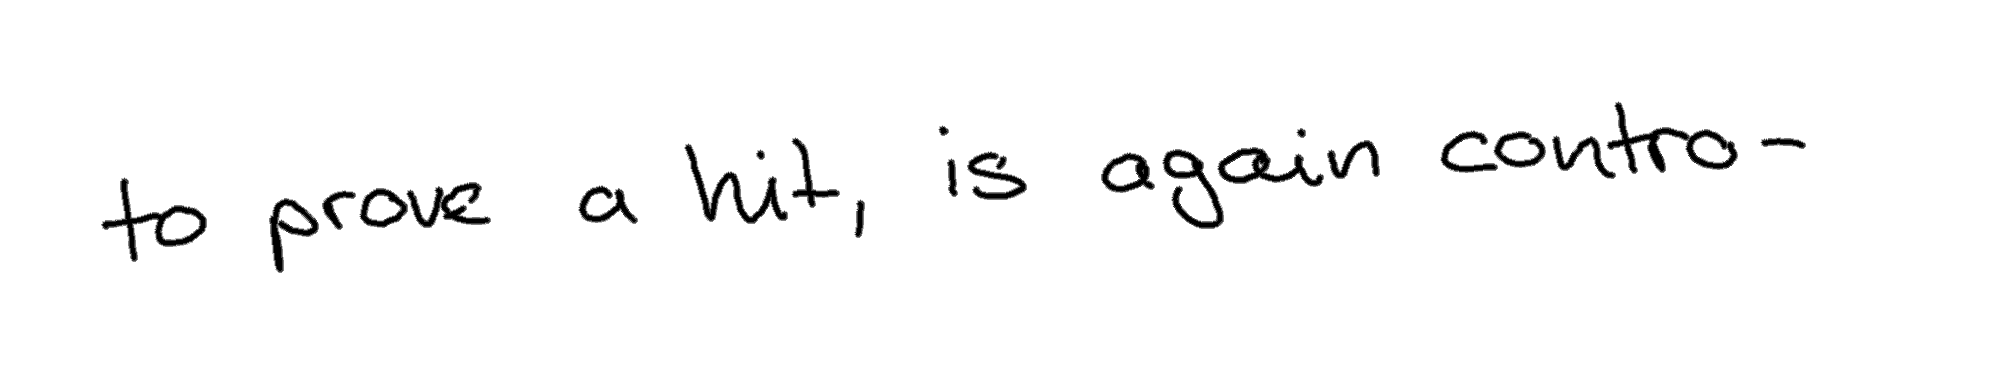 to prove a hit, is again contro-